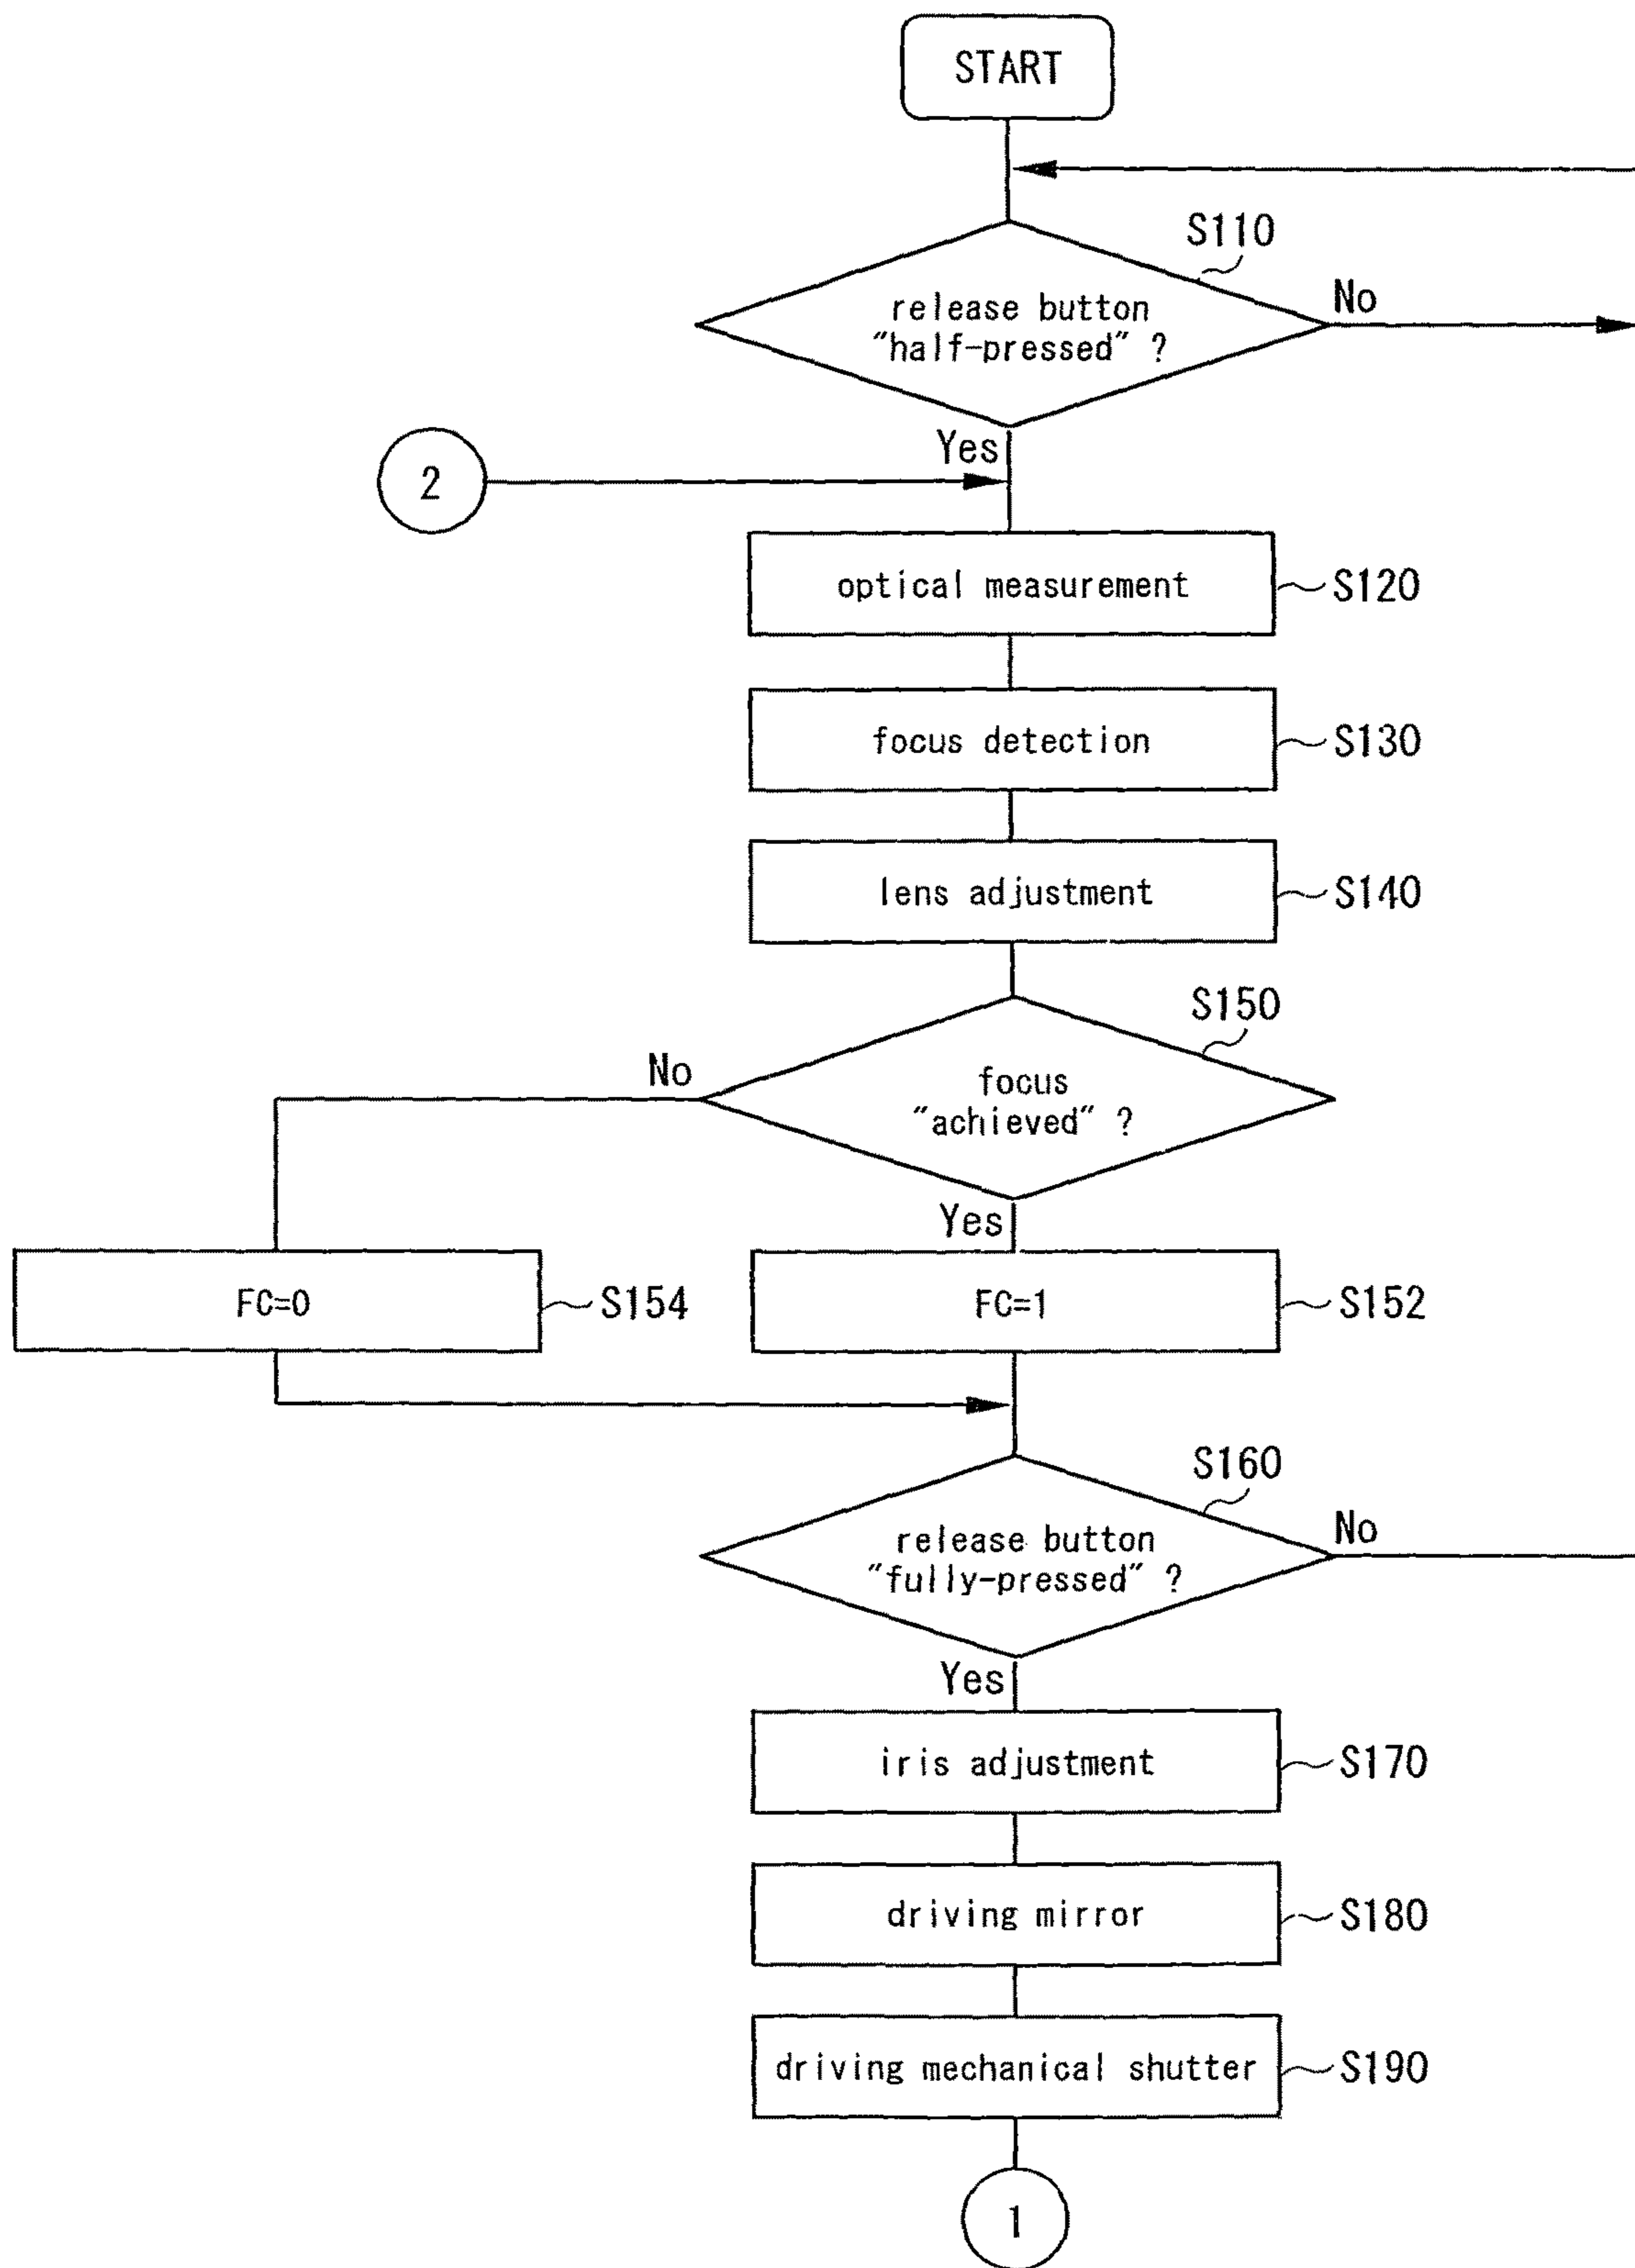 START
S110
release button
"half-pressed" ?
No
Yes
2
optical measurement
S120
focus detection
S130
lens adjustment
S140
S150
focus
"achieved" ?
No
Yes
FC=0
S154
FC=1
S152
S160
release button
"fully-pressed" ?
No
Yes
iris adjustment
S170
driving mirror
S180
driving mechanical shutter
S190
1